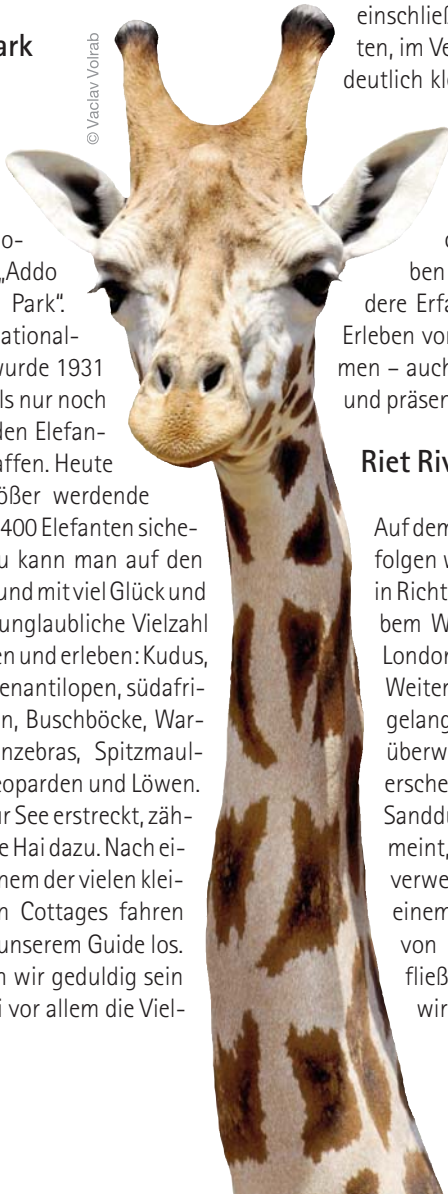 ark
© Vaclav Volrab
o-
„Addo
Park“.
ational-
wurde 1931
ls nur noch
den Elefan-
affen. Heute
ößer werdende
400 Elefanten siche-
u kann man auf den
und mit viel Glück und
unglaubliche Vielzahl
en und erleben: Kudus,
enantilopen, südafri-
n, Buschböcke, War-
nzebras, Spitzmaul-
eoparden und Löwen.
ur See erstreckt, zäh-
e Hai dazu. Nach ei-
nem der vielen klei-
n Cottages fahren
unserem Guide los.
n wir geduldig sein
i vor allem die Viel-
einschließ
ten, im Ve
deutlich kl
ben
dere Erfa
Erleben vor
men – auch
und präsen
Riet Riv
Auf dem
folgen w
in Richt
bem W
Londor
Weiter
gelang
überw
ersche
Sanddu
meint,
verwe
einem
von
fließ
wir